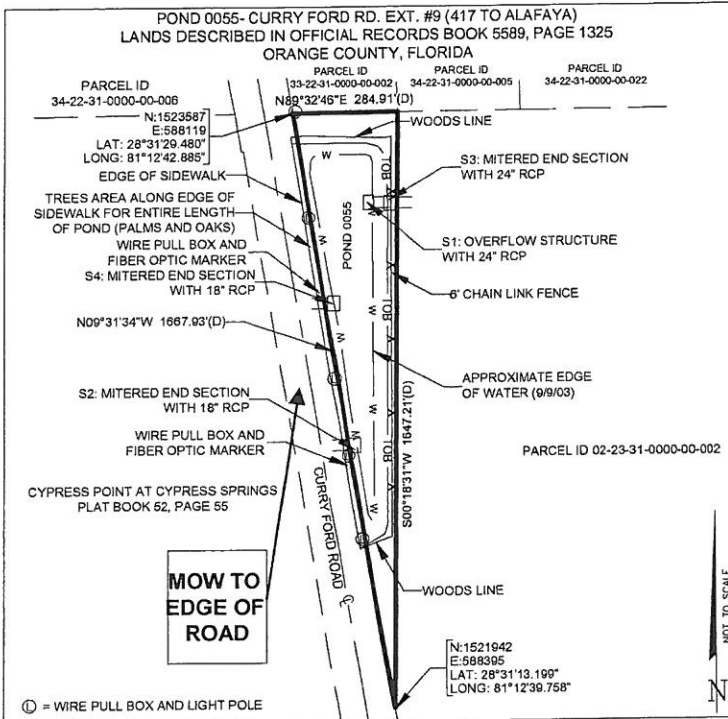 POND 0055- CURRY FORD RD. EXT. #9 (417 TO ALAFAYA)
LANDS DESCRIBED IN OFFICIAL RECORDS BOOK 5589, PAGE 1325
ORANGE COUNTY, FLORIDA
PARCEL ID
34-22-31-0000-00-006
PARCEL ID
33-22-31-0000-00-002
PARCEL ID
34-22-31-0000-00-005
PARCEL ID
34-22-31-0000-00-022
N89°32'46"E 284.91'(D)
N:1523587
E:588119
LAT: 28°31'29.480"
LONG: 81°12'42.885"
WOODS LINE
EDGE OF SIDEWALK
TREES AREA ALONG EDGE OF
SIDEWALK FOR ENTIRE LENGTH
OF POND (PALMS AND OAKS)
WIRE PULL BOX AND
FIBER OPTIC MARKER
S4: MITERED END SECTION
WITH 18" RCP
N09°31'34"W 1667.93'(D)
S2: MITERED END SECTION
WITH 18" RCP
WIRE PULL BOX AND
FIBER OPTIC MARKER
CYPRESS POINT AT CYPRESS SPRINGS
PLAT BOOK 52, PAGE 55
MOW TO
EDGE OF
ROAD
CURRY FORD ROAD
POND 0055
W
W
W
W
W
W
W
W
TOB
TOB
TOB
S3: MITERED END SECTION
WITH 24" RCP
S1: OVERFLOW STRUCTURE
WITH 24" RCP
6' CHAIN LINK FENCE
APPROXIMATE EDGE
OF WATER (9/9/03)
S00°18'31"W 1647.21'(D)
PARCEL ID 02-23-31-0000-00-002
WOODS LINE
N:1521942
E:588395
LAT: 28°31'13.199"
LONG: 81°12'39.758"
NOT TO SCALE
N
L = WIRE PULL BOX AND LIGHT POLE